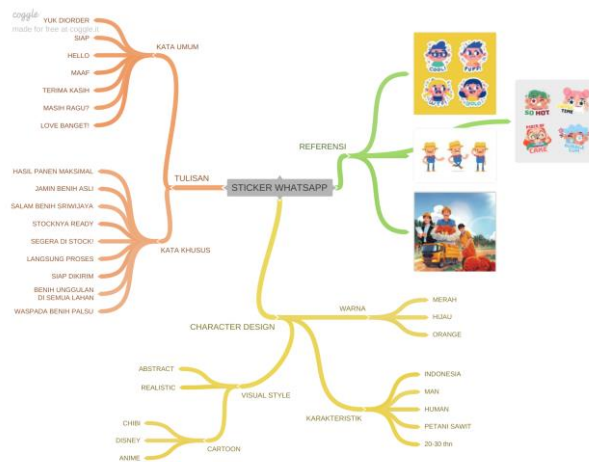 coggle
made for free at coggle.it
YUK DIORDER
SIAP
HELLO
MAAF
TERIMA KASIH
MASIH RAGU?
LOVE BANGET!
KATA UMUM
TULISAN
HASIL PANEN MAKSIMAL
JAMIN BENIH ASLI
SALAM BENIH SRIWIJAYA
STOCKNYA READY
SEGERA DI STOCK!
LANGSUNG PROSES
SIAP DIKIRIM
BENIH UNGGULAN
DI SEMUA LAHAN
WASPADA BENIH PALSU
KATA KHUSUS
STICKER WHATSAPP
REFERENSI
COOL!
SO HOT
TIME
CAKE
CHARACTER DESIGN
WARNA
MERAH
HIJAU
ORANGE
KARAKTERISTIK
INDONESIA
MAN
HUMAN
PETANI SAWIT
20-30 thn
VISUAL STYLE
ABSTRACT
REALISTIC
CARTOON
CHIBI
DISNEY
ANIME